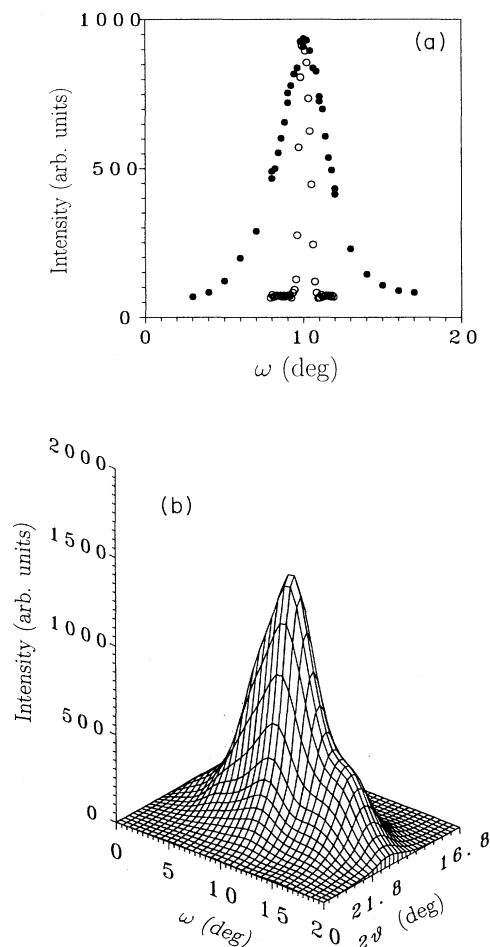 1000
(a)
Intensity (arb. units)
500
0
0
10
20
ω (deg)
2000
(b)
1500
Intensity (arb. units)
1000
500
0
0
5
10
15
20
16.8
21.8
ω (deg)
2ϑ (deg)